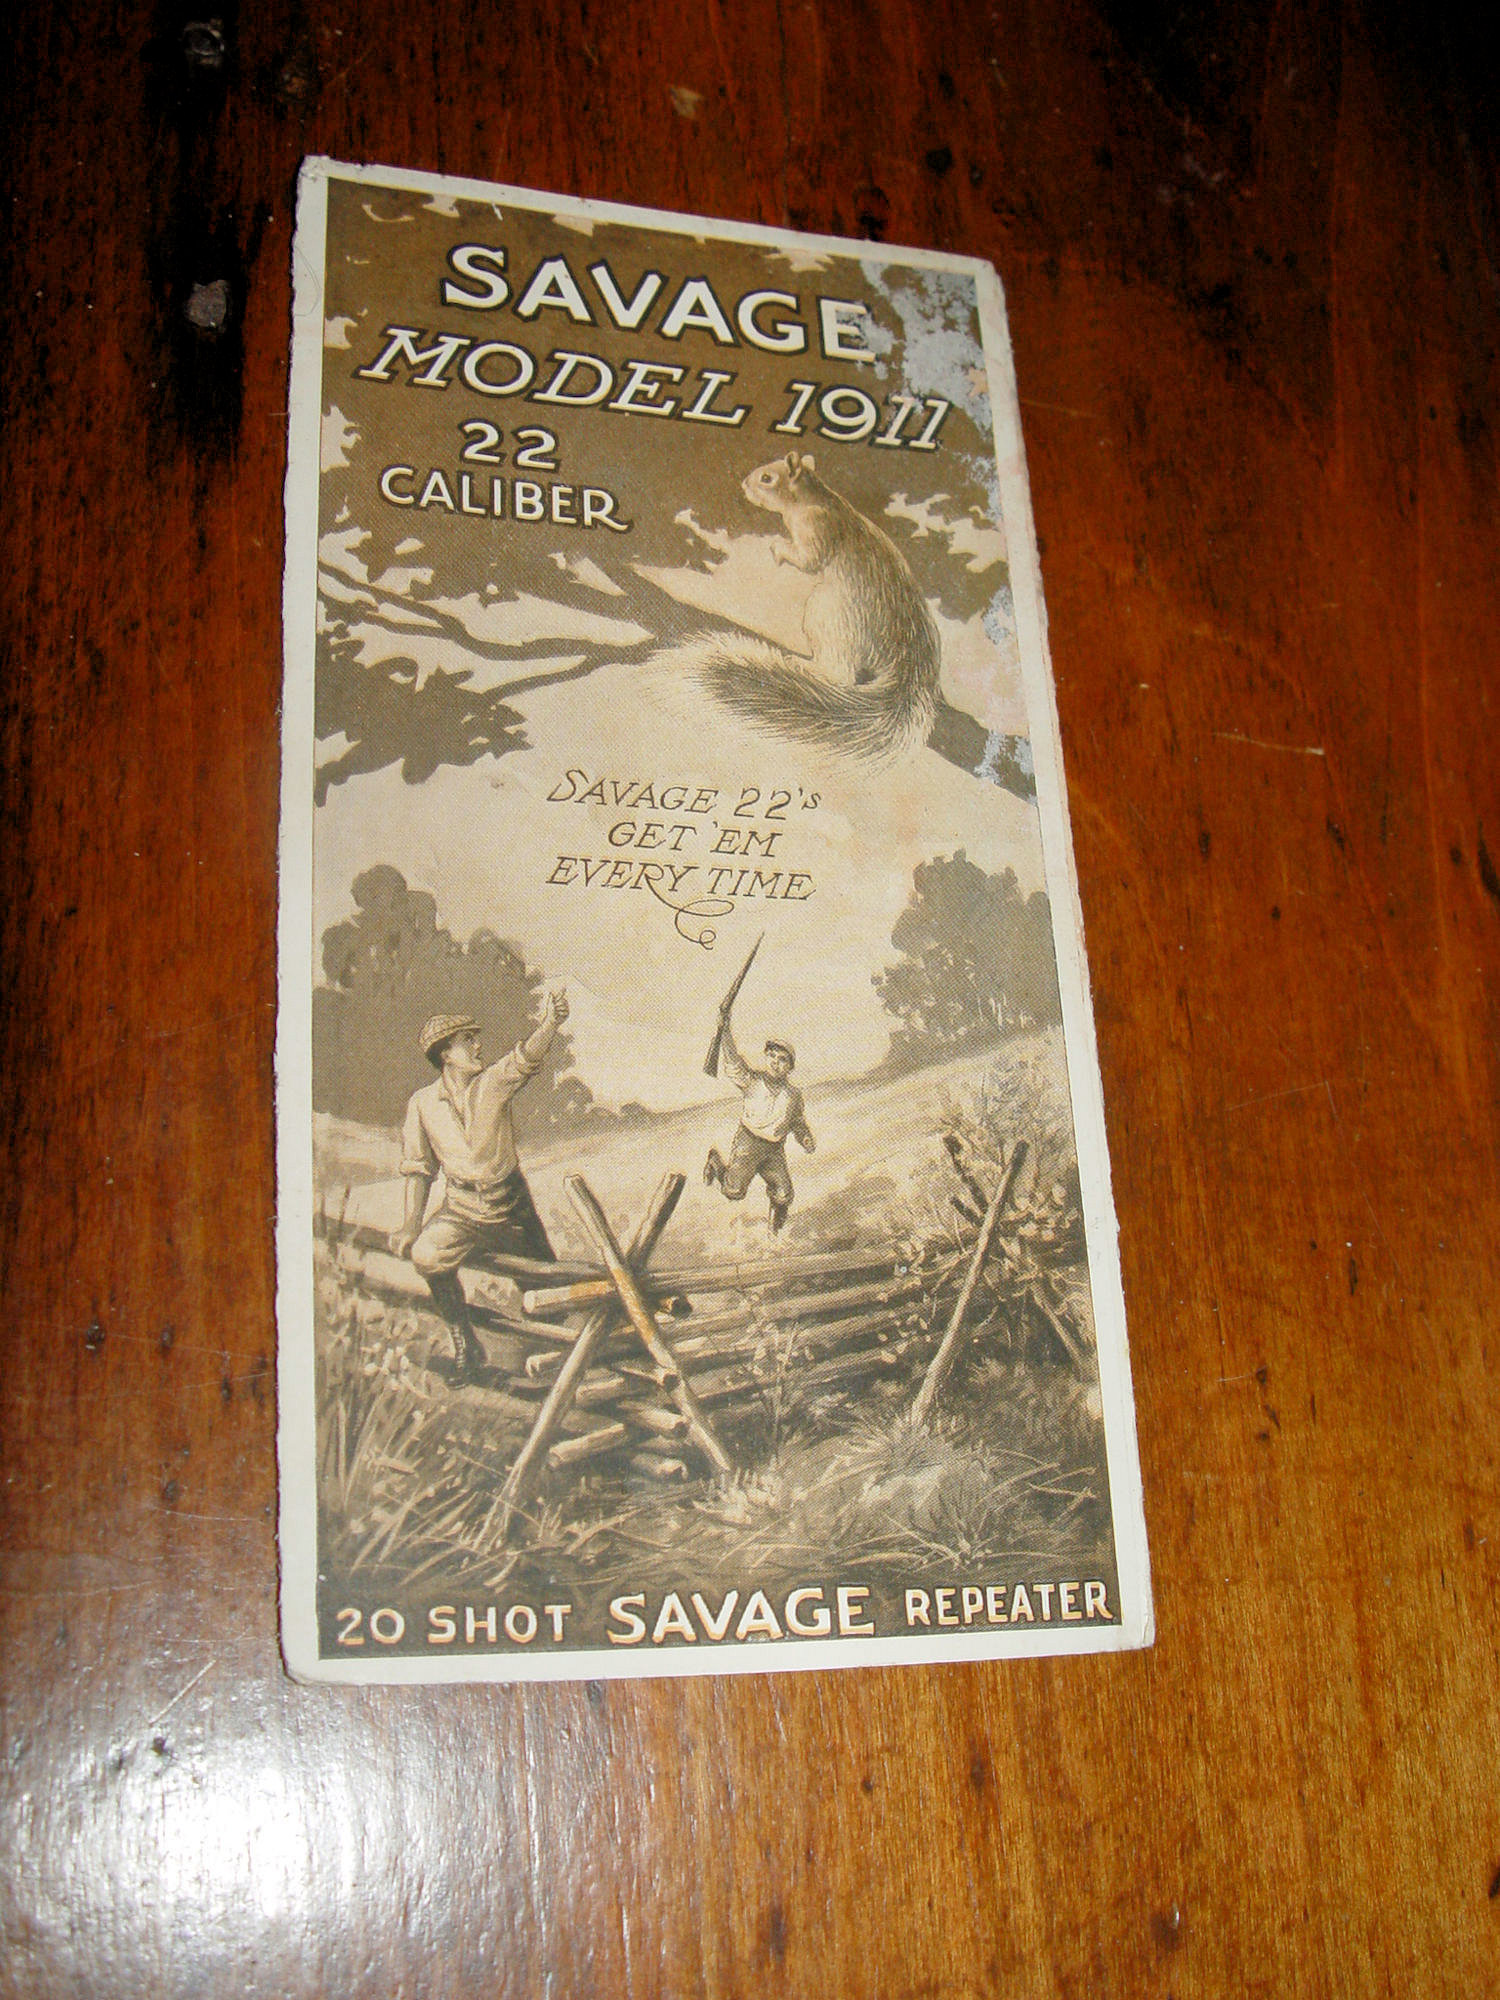 SAVAGE
MODEL 1911
22
CALIBER
SAVAGE 22's
GET 'EM
EVERY TIME
20 SHOT SAVAGE REPEATER